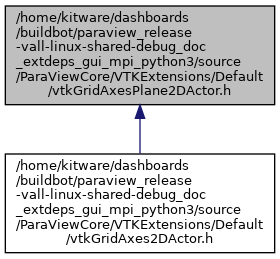 /home/kitware/dashboards
/buildbot/paraview_release
-vall-linux-shared-debug_doc
_extdeps_gui_mpi_python3/source
/ParaViewCore/VTKExtensions/Default
/vtkGridAxesPlane2DActor.h
/home/kitware/dashboards
/buildbot/paraview_release
-vall-linux-shared-debug_doc
_extdeps_gui_mpi_python3/source
/ParaViewCore/VTKExtensions/Default
/vtkGridAxes2DActor.h